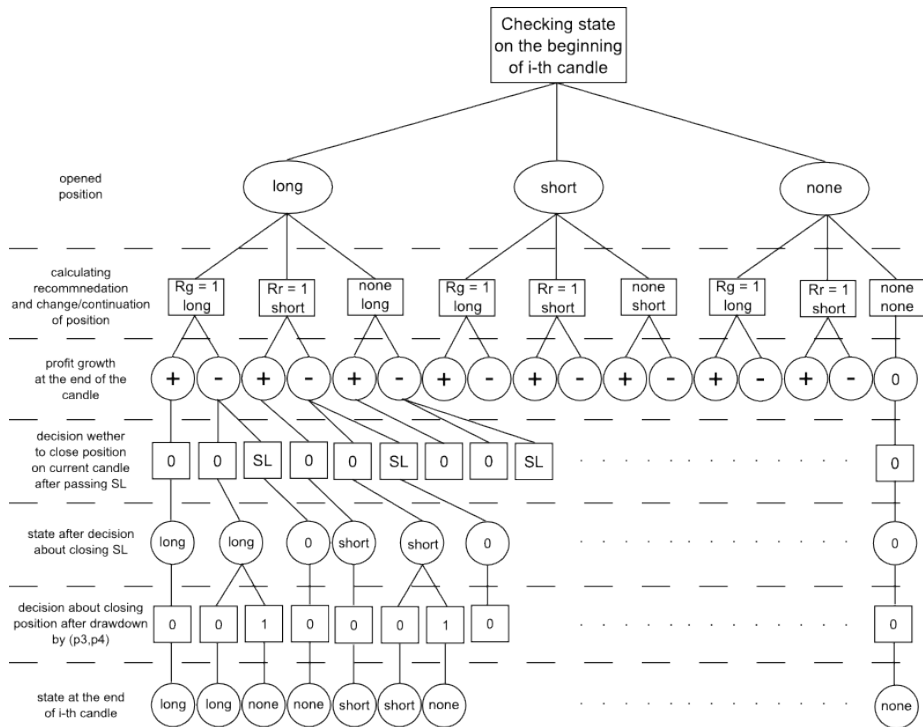 Checking state
on the beginning
of i-th candle
opened
position
long
short
none
calculating
recommnedation
and change/continuation
of position
Rg = 1
long
Rr = 1
short
none
long
Rg = 1
long
Rr = 1
short
none
short
Rg = 1
long
Rr = 1
short
none
none
profit growth
at the end of the
candle
+ - + - + - + - + - + - + - + - 0
decision wether
to close position
on current candle
after passing SL
0 0 SL 0 0 SL 0 0 SL 0
state after decision
about closing SL
long long 0 short short 0 0
decision about closing
position after drawdown
by (p3,p4)
0 0 1 0 0 0 1 0 0
state at the end
of i-th candle
long long none none short short none none